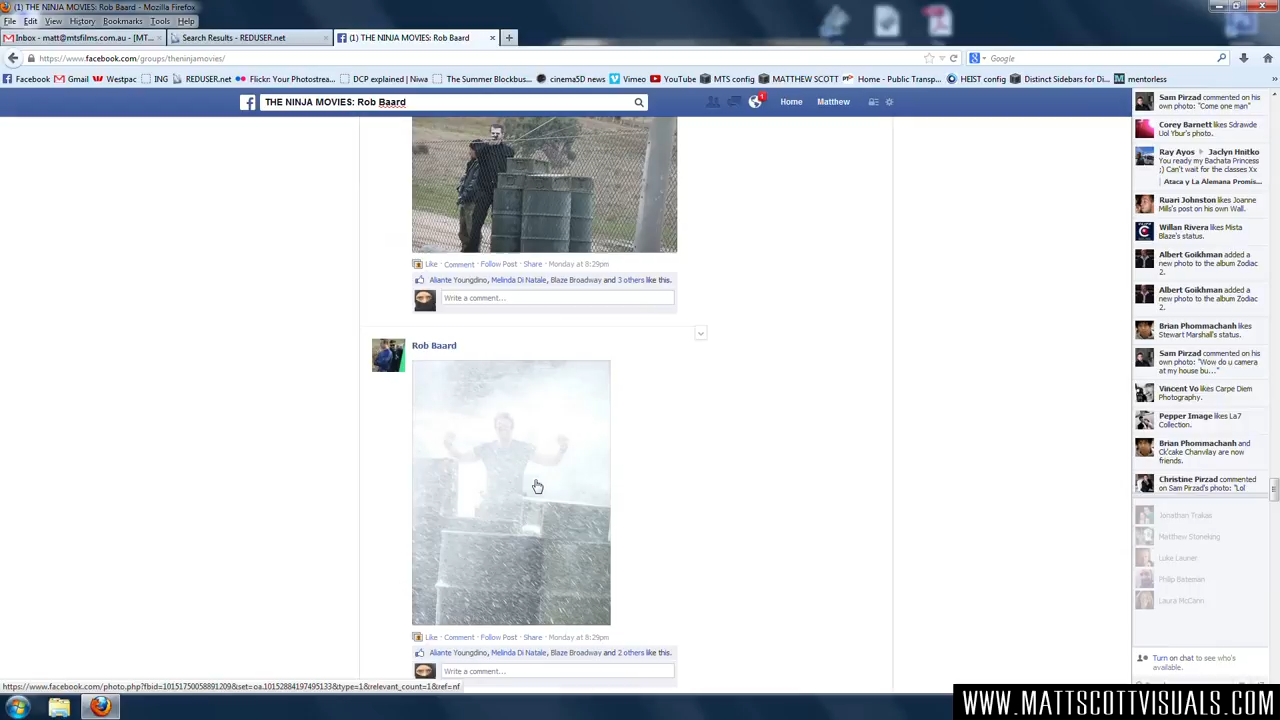 (1) THE NINJA MOVIES: Rob Baard - Mozilla Firefox
File Edit View History Bookmarks Tools Help
Inbox - matt@mtsfilms.com.au - [MT... Search Results - REDUSER.net (1) THE NINJA MOVIES: Rob Baard
https://www.facebook.com/groups/theninjamovies/ Google
Facebook Gmail Westpac ING REDUSER.net Flickr: Your Photostrea... DCP explained | Niwa The Summer Blockbus... cinema5D news Vimeo YouTube MTS config MATTHEW SCOTT Home - Public Transp... HEIST config Distinct Sidebars for Di... mentorless
THE NINJA MOVIES: Rob Baard 1 Home Matthew
Like · Comment · Follow Post · Share · Monday at 8:29pm
Aliante Youngdino, Melinda Di Natale, Blaze Broadway and 3 others like this.
Write a comment...
Rob Baard
Like · Comment · Follow Post · Share · Monday at 8:29pm
Aliante Youngdino, Melinda Di Natale, Blaze Broadway and 2 others like this.
Write a comment...
Sam Pirzad commented on his
own photo: "Come one man"
Corey Barnett likes Sdrawde
Uol Ybur's photo.
Ray Ayos ▸ Jaclyn Hnitko
You ready my Bachata Princess
;) Can't wait for the classes Xx
Ataca y La Alemana Promis...
Ruari Johnston likes Joanne
Mills's post on his own Wall.
Willan Rivera likes Mista
Blaze's status.
Albert Goikhman added a
new photo to the album Zodiac
2.
Albert Goikhman added a
new photo to the album Zodiac
2.
Brian Phommachanh likes
Stewart Marshall's status.
Sam Pirzad commented on his
own photo: "Wow do u camera
at my house bu..."
Vincent Vo likes Carpe Diem
Photography.
Pepper Image likes La7
Collection.
Brian Phommachanh and
Ck'cake Chanvilay are now
friends.
Christine Pirzad commented
on Sam Pirzad's photo: "Lol
Jonathan Traikas
Matthew Stoneking
Luke Launer
Philip Bateman
Laura McCann
Turn on chat to see who's
available.
WWW.MATTSCOTTVISUALS.COM